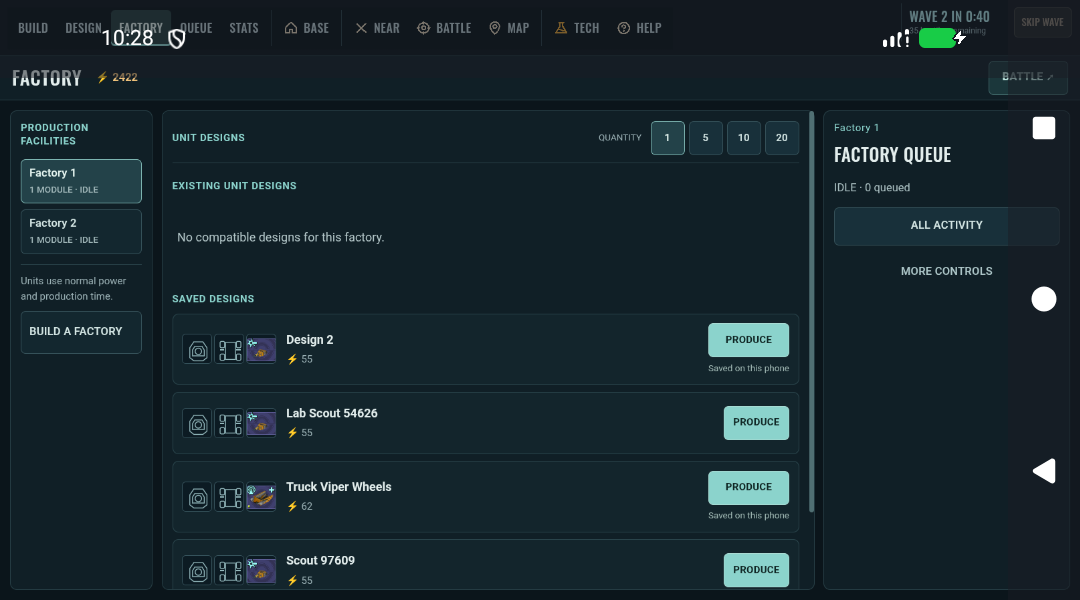 BUILD DESIGN FACTORY QUEUE STATS BASE NEAR BATTLE MAP TECH HELP
WAVE 2 IN 0:40
SKIP WAVE
10:28
FACTORY
⚡ 2422
BATTLE ↗
PRODUCTION
FACILITIES
Factory 1
1 MODULE · IDLE
Factory 2
1 MODULE · IDLE
Units use normal power
and production time.
BUILD A FACTORY
UNIT DESIGNS
QUANTITY 1 5 10 20
EXISTING UNIT DESIGNS
No compatible designs for this factory.
SAVED DESIGNS
Design 2
⚡ 55
PRODUCE
Saved on this phone
Lab Scout 54626
⚡ 55
PRODUCE
Truck Viper Wheels
⚡ 62
PRODUCE
Saved on this phone
Scout 97609
⚡ 55
PRODUCE
Factory 1
FACTORY QUEUE
IDLE · 0 queued
ALL ACTIVITY
MORE CONTROLS